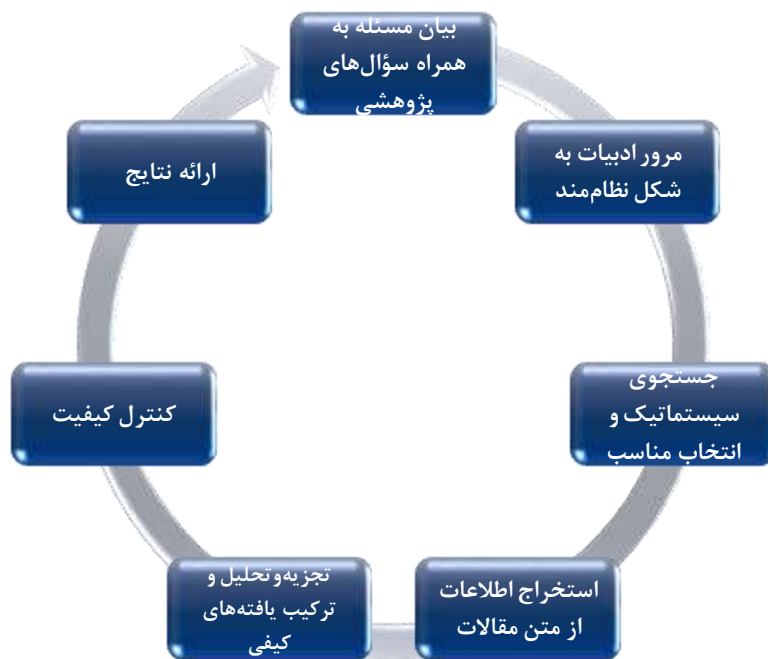 بیان مسئله به
همراه سؤال‌های
پژوهشی
مرور ادبیات به
شکل نظام‌مند
جستجوی
سیستماتیک و
انتخاب مناسب
استخراج اطلاعات
از متن مقالات
تجزیه‌وتحلیل و
ترکیب یافته‌های
کیفی
کنترل کیفیت
ارائه نتایج